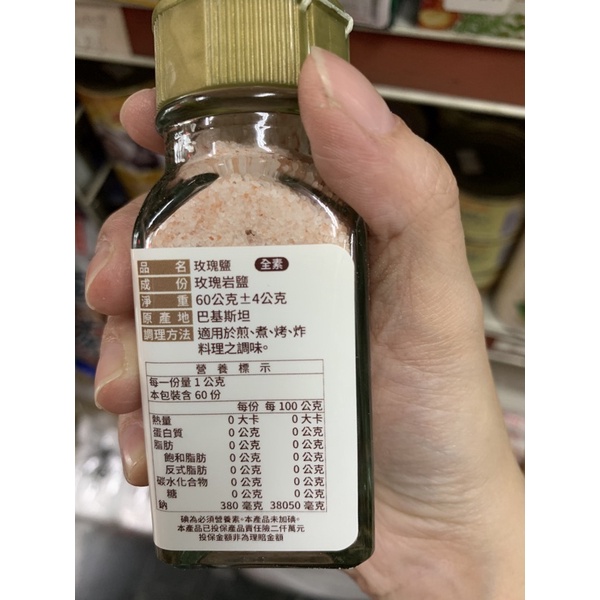 品名 玫瑰鹽 全素
成份 玫瑰岩鹽
淨重 60公克±4公克
原產地 巴基斯坦
調理方法 適用於煎、煮、烤、炸
料理之調味。
營養標示
每一份量 1 公克
本包裝含 60 份
每份 每 100 公克
熱量 0 大卡 0 大卡
蛋白質 0 公克 0 公克
脂肪 0 公克 0 公克
飽和脂肪 0 公克 0 公克
反式脂肪 0 公克 0 公克
碳水化合物 0 公克 0 公克
糖 0 公克 0 公克
鈉 380 毫克 38050 毫克
碘為必須營養素。本產品未加碘。
本產品已投保產品責任險二仟萬元
投保金額非為理賠金額